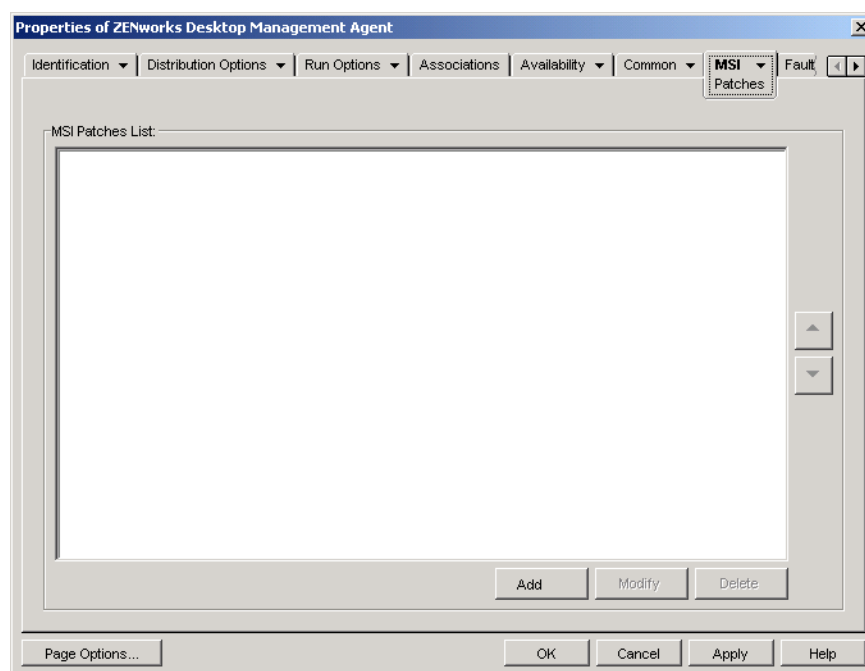 Properties of ZENworks Desktop Management Agent
Identification Distribution Options Run Options Associations Availability Common MSI Fault
Patches
MSI Patches List:
Add Modify Delete
Page Options... OK Cancel Apply Help